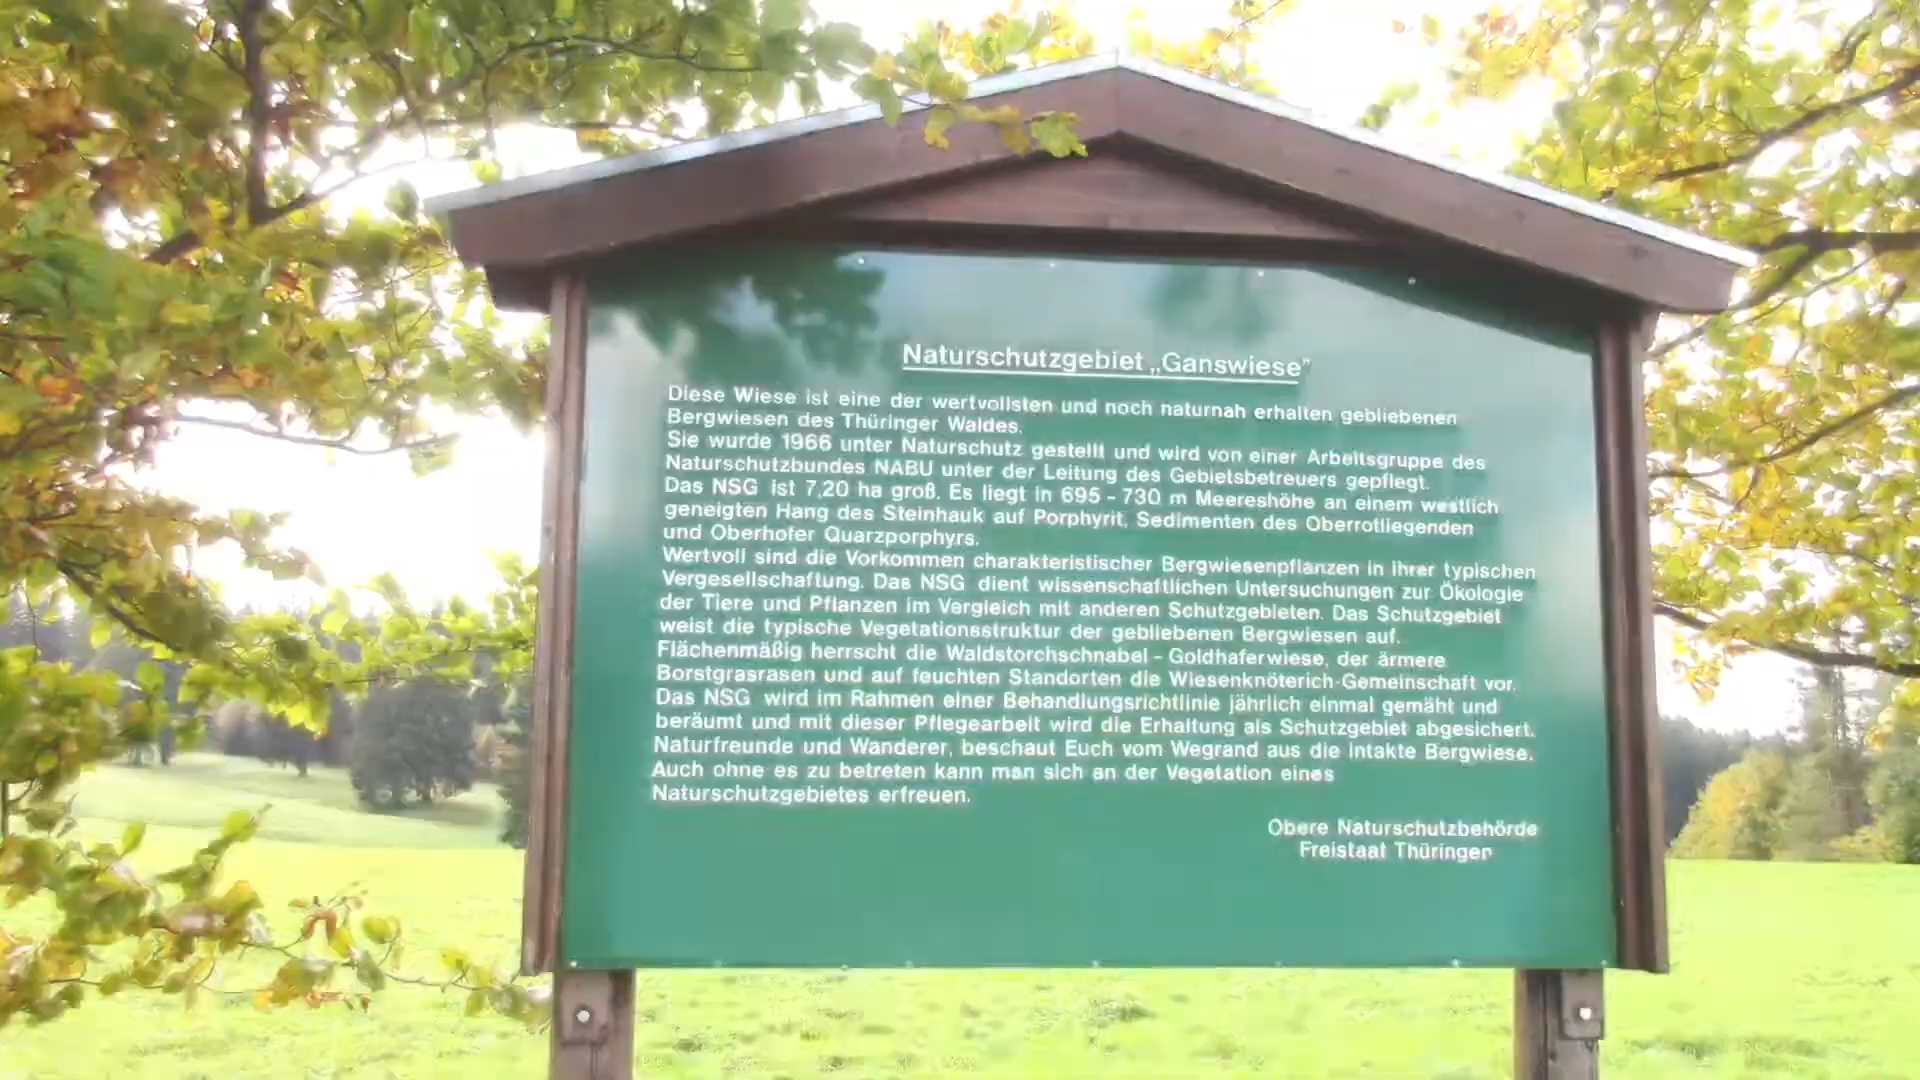 Naturschutzgebiet „Ganswiese"
Diese Wiese ist eine der wertvollsten und noch naturnah erhalten gebliebenen
Bergwiesen des Thüringer Waldes.
Sie wurde 1966 unter Naturschutz gestellt und wird von einer Arbeitsgruppe des
Naturschutzbundes NABU unter der Leitung des Gebietsbetreuers gepflegt.
Das NSG ist 7,20 ha groß. Es liegt in 695 - 730 m Meereshöhe an einem westlich
geneigten Hang des Steinhauk auf Porphyrit, Sedimenten des Oberrotliegenden
und Oberhofer Quarzporphyrs.
Wertvoll sind die Vorkommen charakteristischer Bergwiesenpflanzen in ihrer typischen
Vergesellschaftung. Das NSG dient wissenschaftlichen Untersuchungen zur Ökologie
der Tiere und Pflanzen im Vergleich mit anderen Schutzgebieten. Das Schutzgebiet
weist die typische Vegetationsstruktur der gebliebenen Bergwiesen auf.
Flächenmäßig herrscht die Waldstorchschnabel - Goldhaferwiese, der ärmere
Borstgrasrasen und auf feuchten Standorten die Wiesenknöterich-Gemeinschaft vor.
Das NSG wird im Rahmen einer Behandlungsrichtlinie jährlich einmal gemäht und
beräumt und mit dieser Pflegearbeit wird die Erhaltung als Schutzgebiet abgesichert.
Naturfreunde und Wanderer, beschaut Euch vom Wegrand aus die intakte Bergwiese.
Auch ohne es zu betreten kann man sich an der Vegetation eines
Naturschutzgebietes erfreuen.
Obere Naturschutzbehörde
Freistaat Thüringen